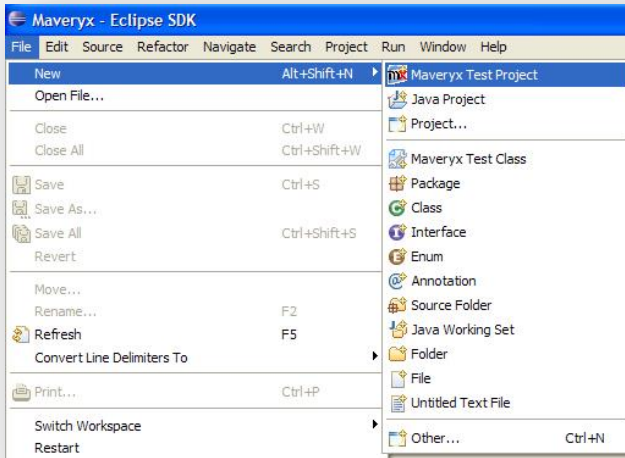 Maveryx - Eclipse SDK
File Edit Source Refactor Navigate Search Project Run Window Help
New Alt+Shift+N
Open File...
Close Ctrl+W
Close All Ctrl+Shift+W
Save Ctrl+S
Save As...
Save All Ctrl+Shift+S
Revert
Move...
Rename... F2
Refresh F5
Convert Line Delimiters To
Print... Ctrl+P
Switch Workspace
Restart
Maveryx Test Project
Java Project
Project...
Maveryx Test Class
Package
Class
Interface
Enum
Annotation
Source Folder
Java Working Set
Folder
File
Untitled Text File
Other... Ctrl+N